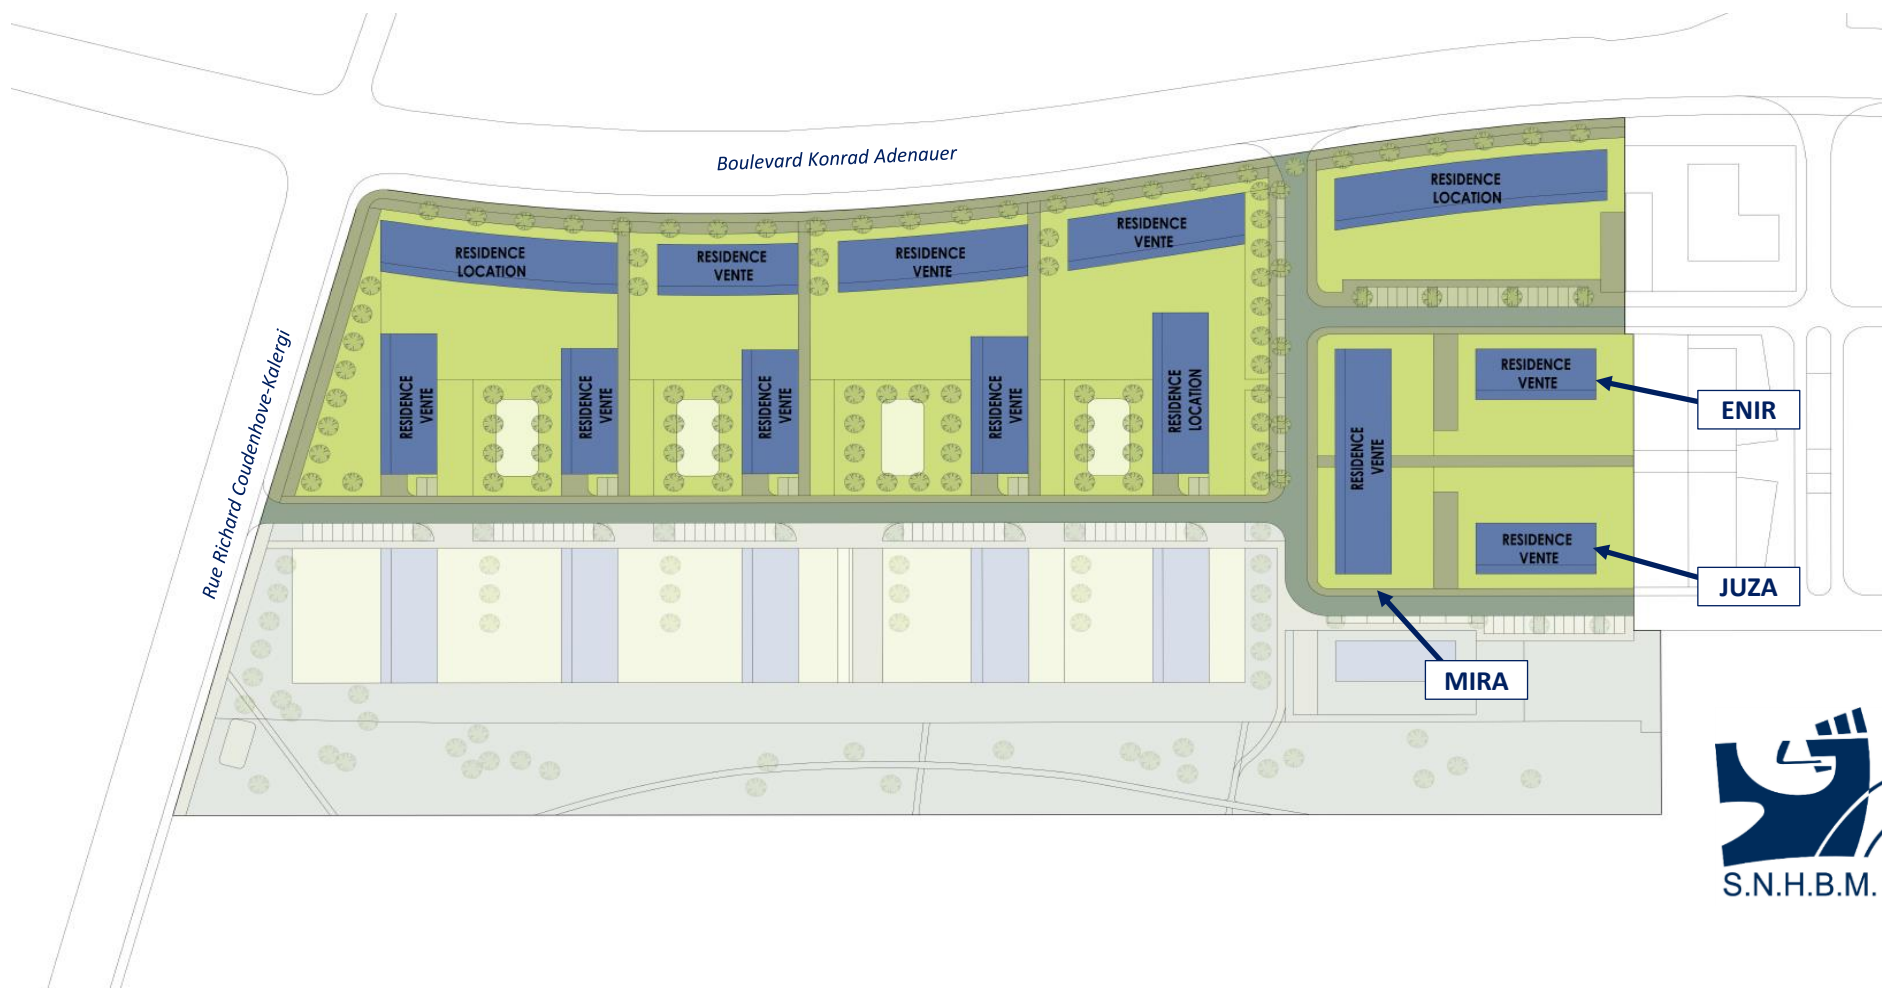 Boulevard Konrad Adenauer
RESIDENCE
LOCATION
RESIDENCE
VENTE
RESIDENCE
VENTE
RESIDENCE
VENTE
RESIDENCE
LOCATION
Rue Richard Coudenhove-Kalergi
RESIDENCE
VENTE
RESIDENCE
VENTE
RESIDENCE
VENTE
RESIDENCE
VENTE
RESIDENCE
LOCATION
RESIDENCE
VENTE
RESIDENCE
VENTE
ENIR
RESIDENCE
VENTE
JUZA
MIRA
S.N.H.B.M.